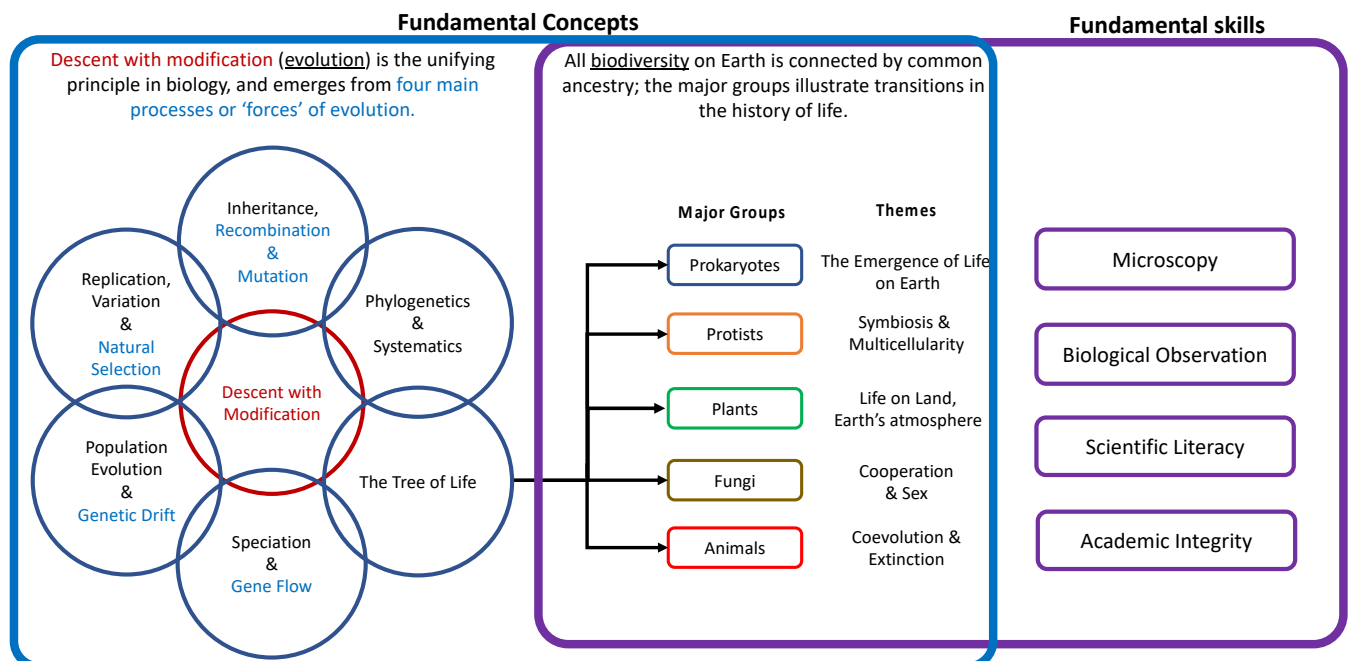 Fundamental Concepts
Fundamental skills
Descent with modification (evolution) is the unifying
principle in biology, and emerges from four main
processes or ‘forces’ of evolution.
All biodiversity on Earth is connected by common
ancestry; the major groups illustrate transitions in
the history of life.
Inheritance,
Recombination
&
Mutation
Replication,
Variation
&
Natural
Selection
Phylogenetics
&
Systematics
Descent with
Modification
Population
Evolution
&
Genetic Drift
The Tree of Life
Speciation
&
Gene Flow
Major Groups
Themes
Prokaryotes
The Emergence of Life
on Earth
Protists
Symbiosis &
Multicellularity
Plants
Life on Land,
Earth’s atmosphere
Fungi
Cooperation
& Sex
Animals
Coevolution &
Extinction
Microscopy
Biological Observation
Scientific Literacy
Academic Integrity